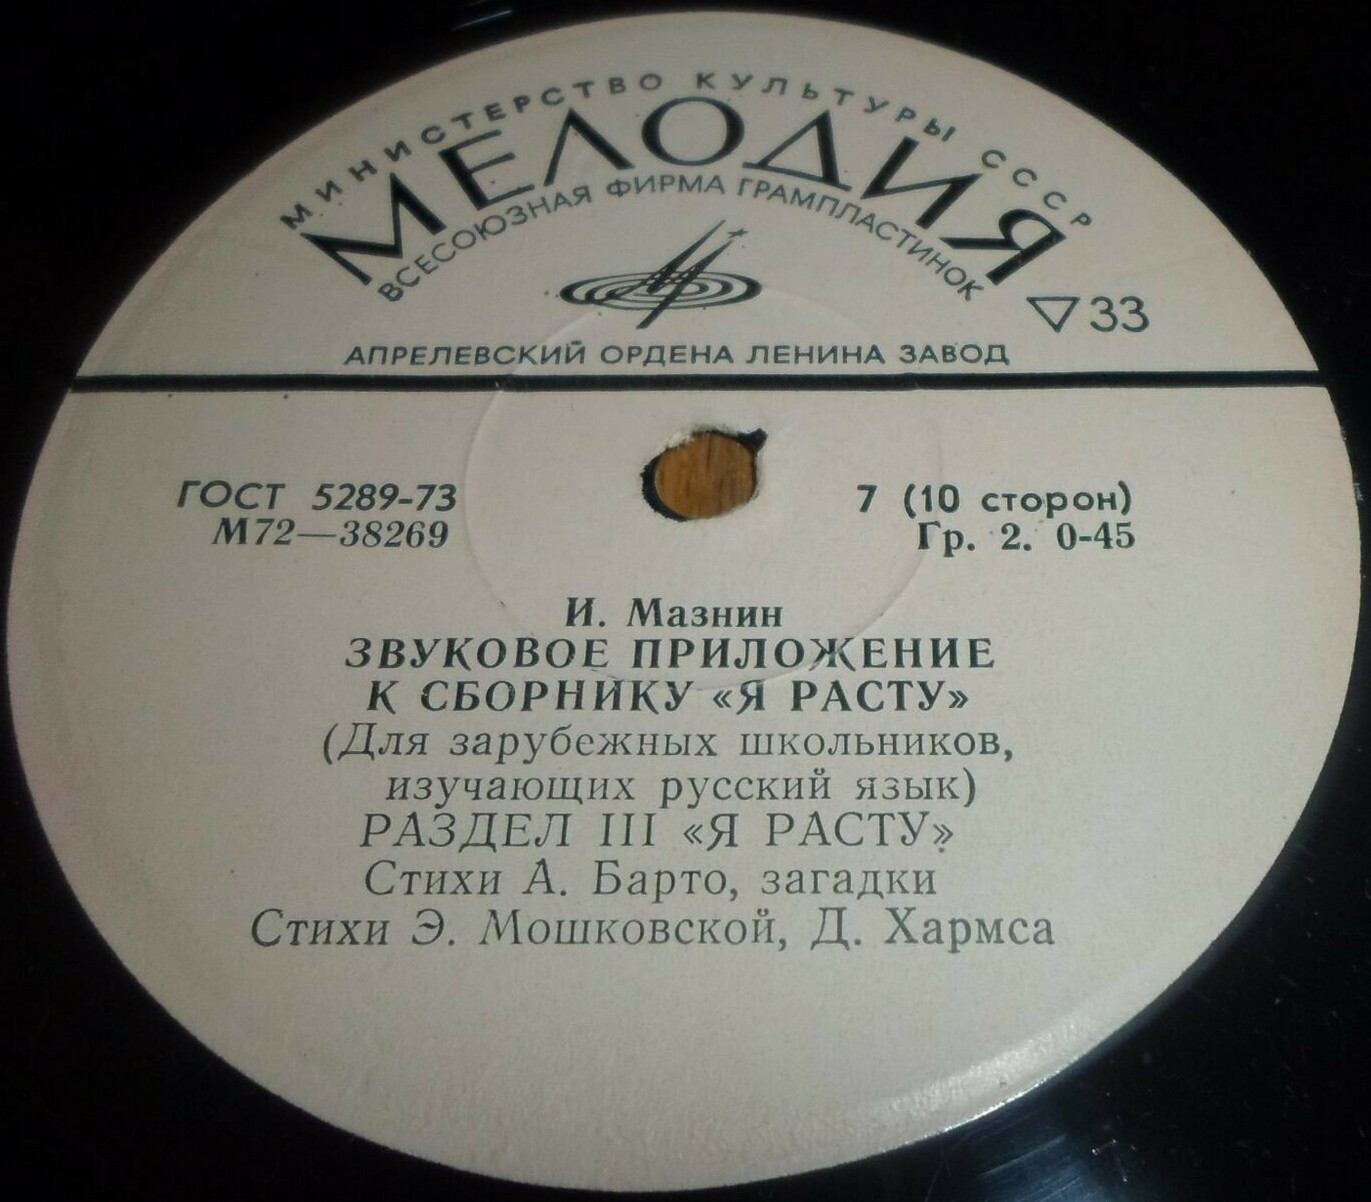 МИНИСТЕРСТВО КУЛЬТУРЫ СССР
МЕЛОДИЯ
ВСЕСОЮЗНАЯ ФИРМА ГРАМПЛАСТИНОК
▽33
АПРЕЛЕВСКИЙ ОРДЕНА ЛЕНИНА ЗАВОД
ГОСТ 5289-73
М72—38269
7 (10 сторон)
Гр. 2. 0-45
И. Мазнин
ЗВУКОВОЕ ПРИЛОЖЕНИЕ
К СБОРНИКУ «Я РАСТУ»
(Для зарубежных школьников,
изучающих русский язык)
РАЗДЕЛ III «Я РАСТУ»
Стихи А. Барто, загадки
Стихи Э. Мошковской, Д. Хармса